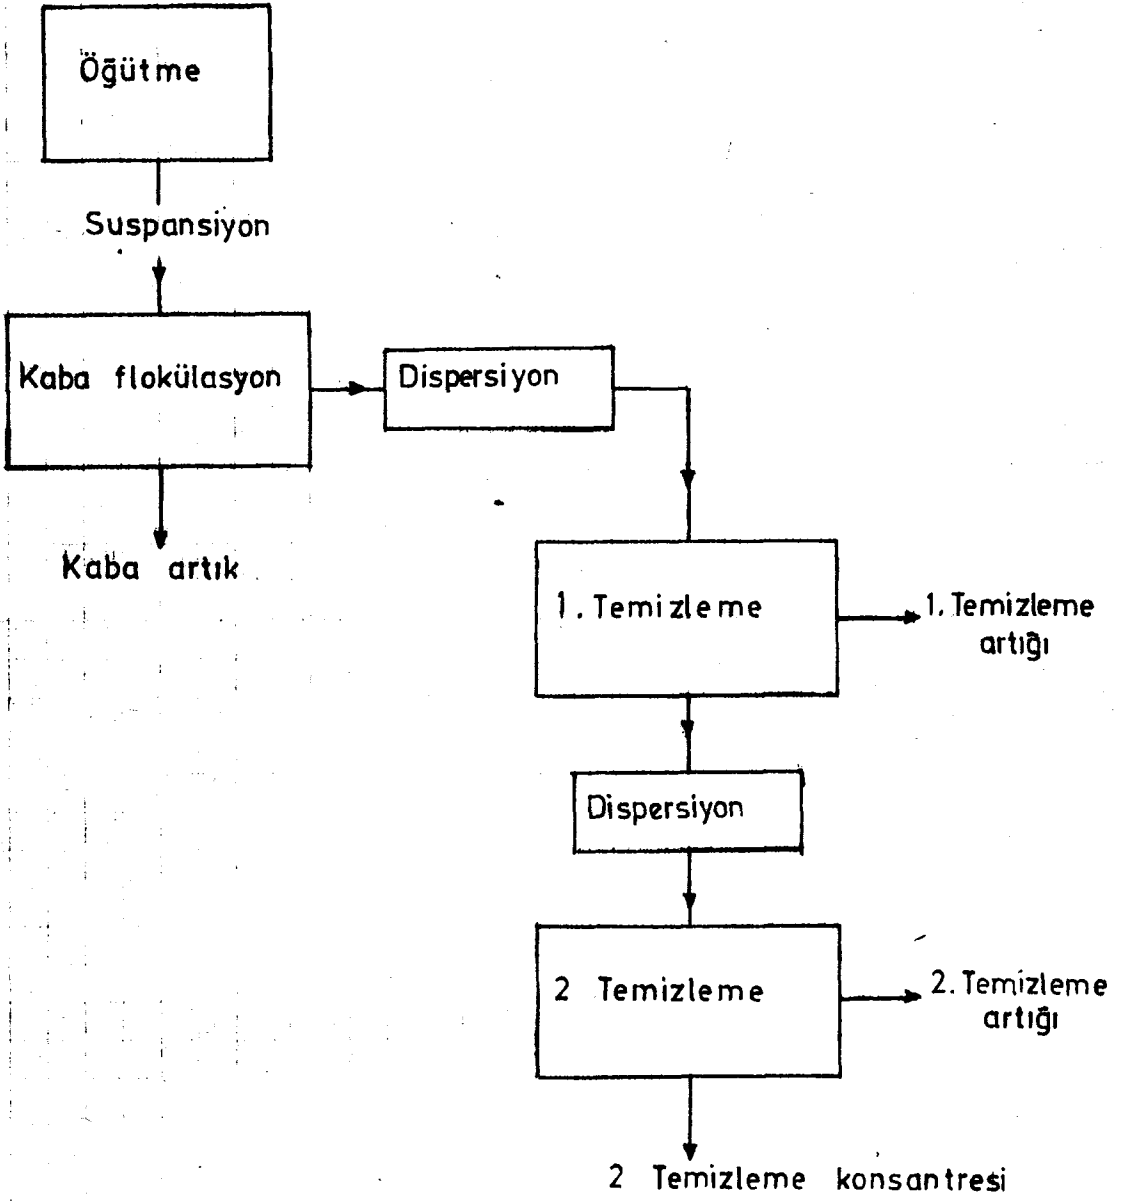 Öğütme
Suspansiyon
Kaba flokülasyon
Dispersiyon
Kaba artık
1. Temizleme
1. Temizleme
artığı
Dispersiyon
2 Temizleme
2. Temizleme
artığı
2 Temizleme konsantresi